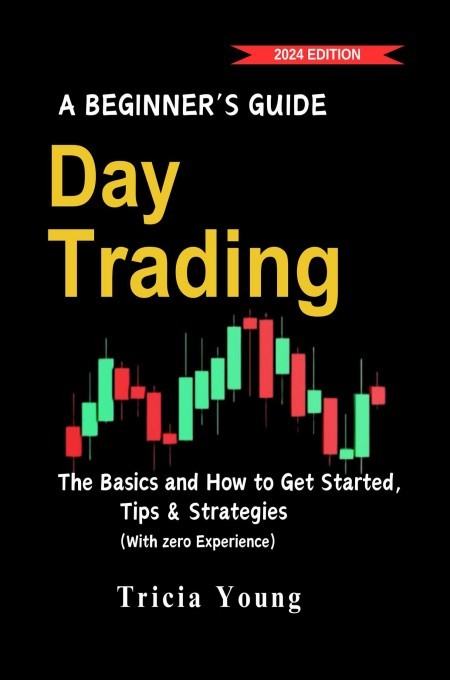 2024 EDITION
A BEGINNER'S GUIDE
Day
Trading
The Basics and How to Get Started,
Tips & Strategies
(With zero Experience)
Tricia Young